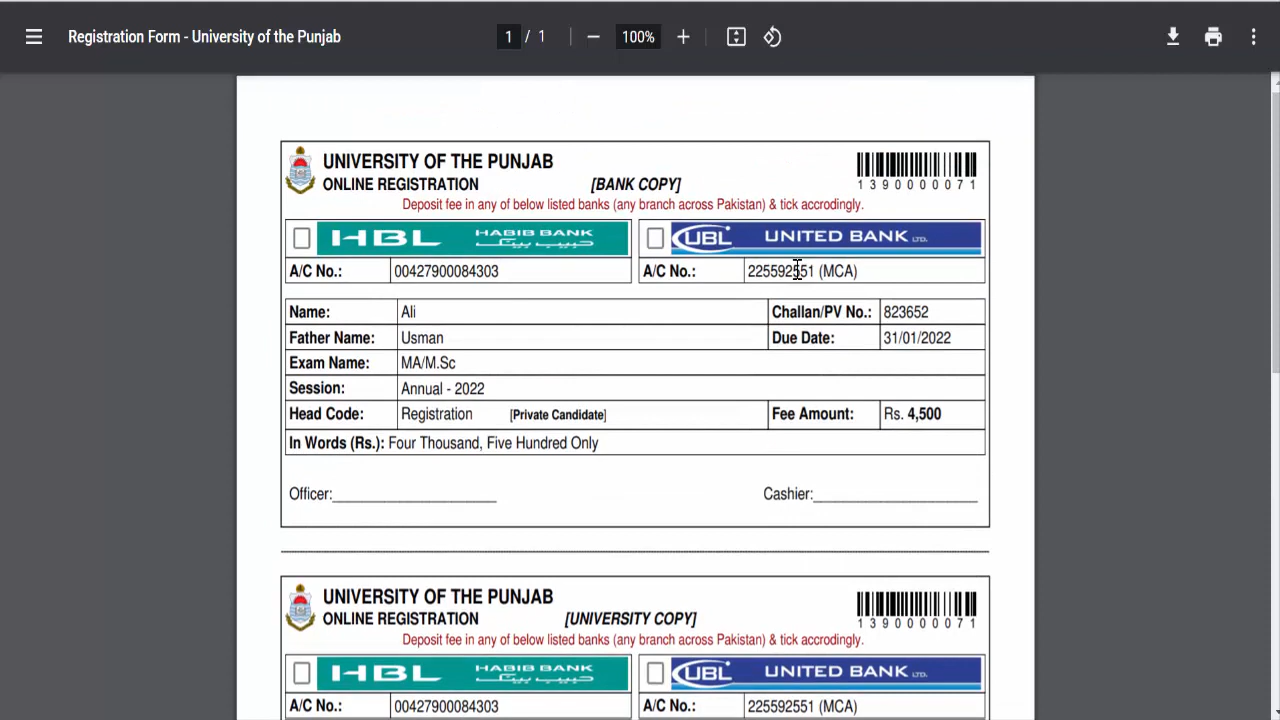 Registration Form - University of the Punjab
1 / 1
100%
UNIVERSITY OF THE PUNJAB
ONLINE REGISTRATION [BANK COPY]
1390000071
Deposit fee in any of below listed banks (any branch across Pakistan) & tick accrodingly.
HBL HABIB BANK حبیب بینک
UBL UNITED BANK LTD.
A/C No.: 00427900084303
A/C No.: 225592551 (MCA)
Name: Ali Challan/PV No.: 823652
Father Name: Usman Due Date: 31/01/2022
Exam Name: MA/M.Sc
Session: Annual - 2022
Head Code: Registration [Private Candidate] Fee Amount: Rs. 4,500
In Words (Rs.): Four Thousand, Five Hundred Only
Officer: Cashier:
UNIVERSITY OF THE PUNJAB
ONLINE REGISTRATION [UNIVERSITY COPY]
1390000071
Deposit fee in any of below listed banks (any branch across Pakistan) & tick accrodingly.
HBL HABIB BANK حبیب بینک
UBL UNITED BANK LTD.
A/C No.: 00427900084303
A/C No.: 225592551 (MCA)